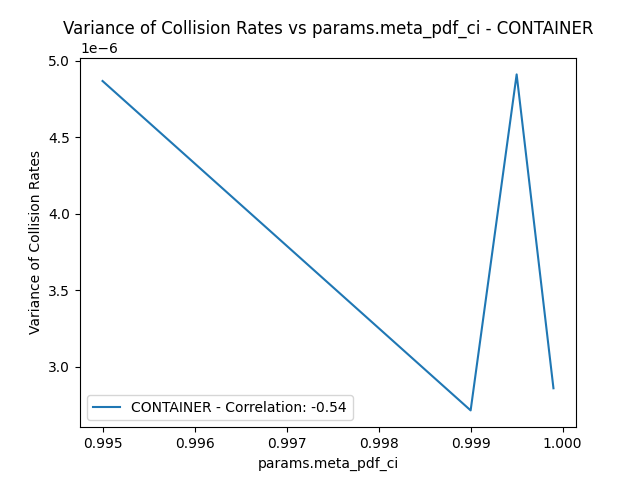 Variance of Collision Rates vs params.meta_pdf_ci - CONTAINER
1e−6
5.0
4.5
4.0
3.5
3.0
Variance of Collision Rates
CONTAINER - Correlation: -0.54
0.995 0.996 0.997 0.998 0.999 1.000
params.meta_pdf_ci